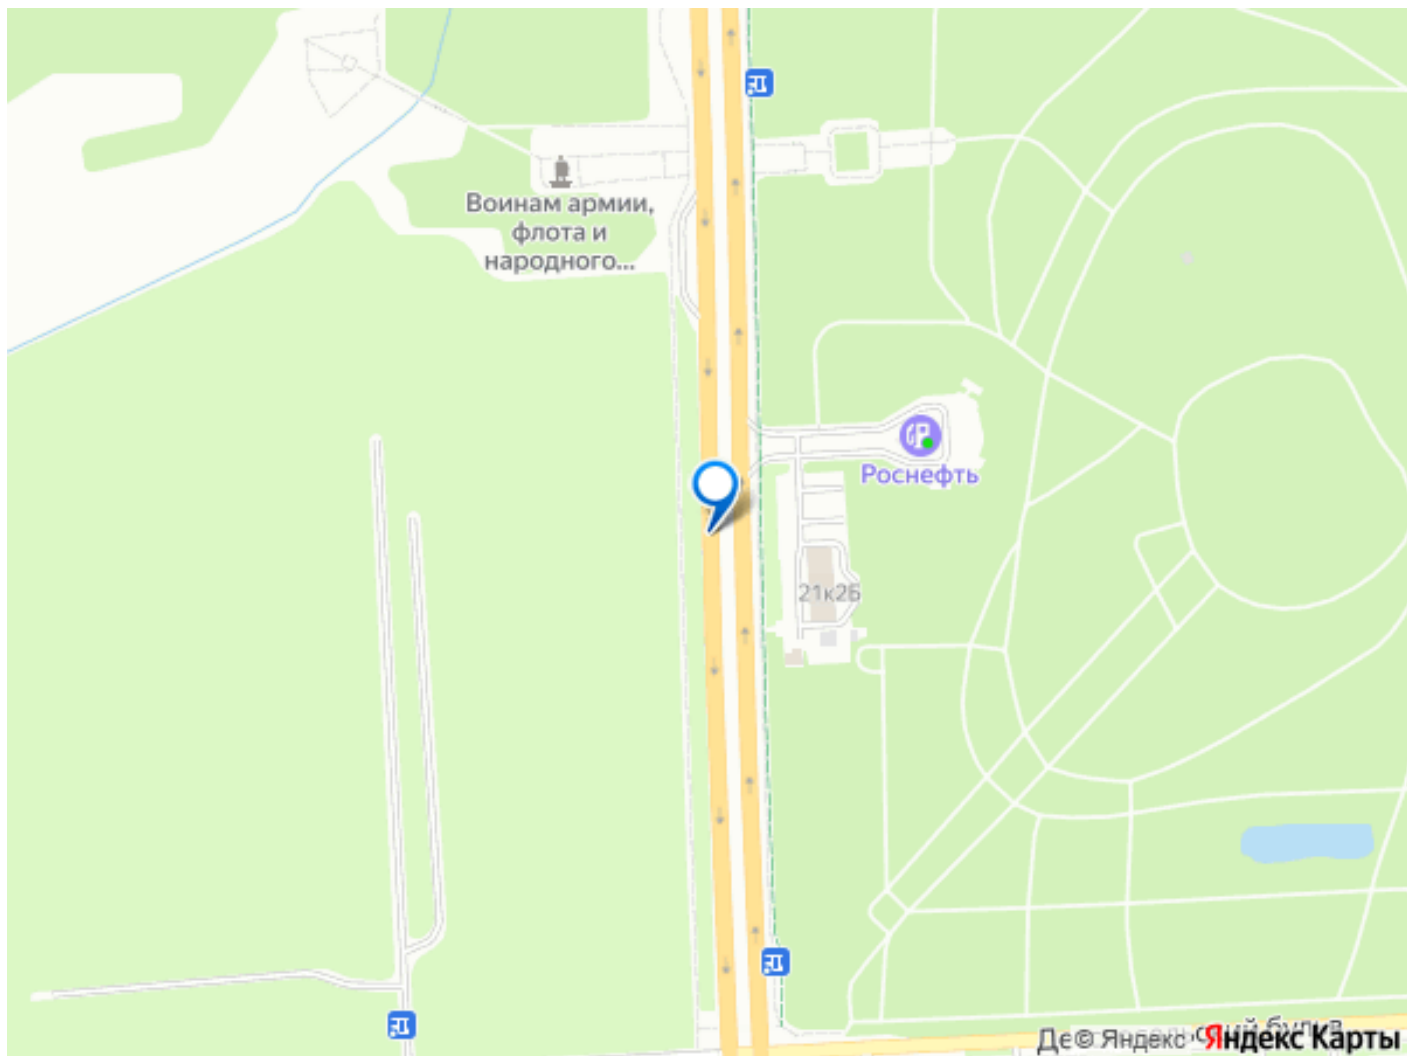 Воинам армии,
флота и
народного...
Роснефть
21к2Б
© Яндекс Яндекс Карты